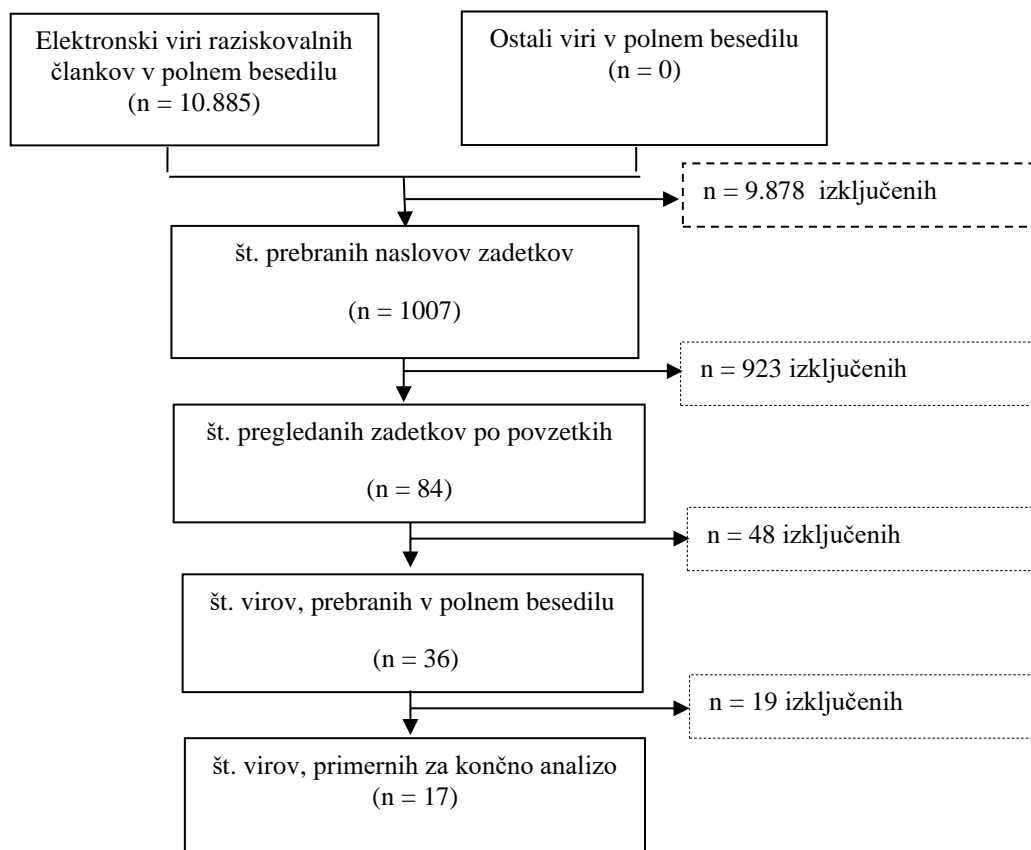 Elektronski viri raziskovalnih
člankov v polnem besedilu
(n = 10.885)
Ostali viri v polnem besedilu
(n = 0)
n = 9.878 izključenih
št. prebranih naslovov zadetkov
(n = 1007)
n = 923 izključenih
št. pregledanih zadetkov po povzetkih
(n = 84)
n = 48 izključenih
št. virov, prebranih v polnem besedilu
(n = 36)
n = 19 izključenih
št. virov, primernih za končno analizo
(n = 17)